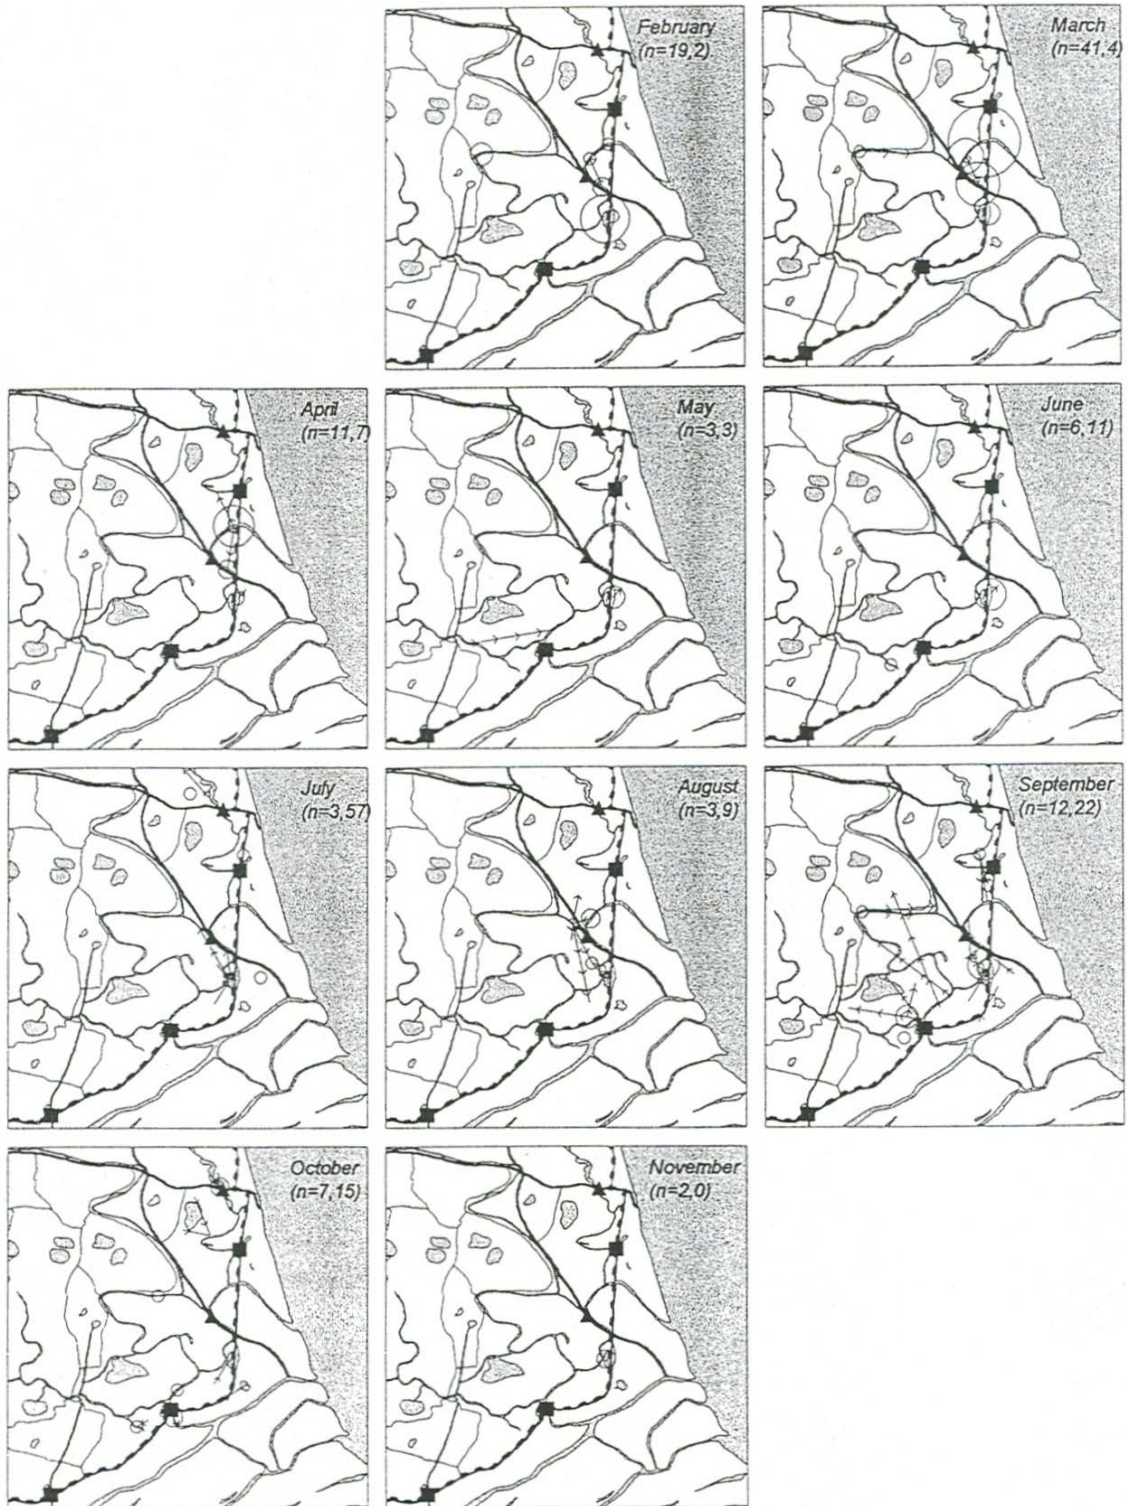 February
(n=19,2)
March
(n=41,4)
April
(n=11,7)
May
(n=3,3)
June
(n=6,11)
July
(n=3,57)
August
(n=3,9)
September
(n=12,22)
October
(n=7,15)
November
(n=2,0)